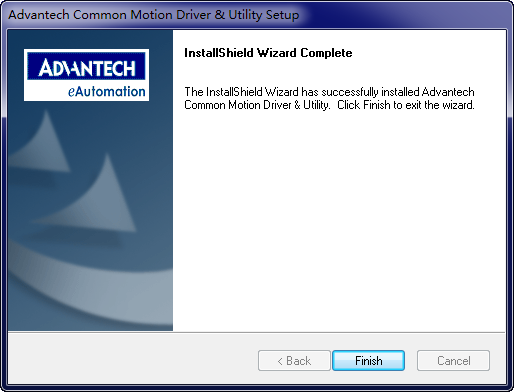 Advantech Common Motion Driver & Utility Setup
ADVANTECH
eAutomation
InstallShield Wizard Complete
The InstallShield Wizard has successfully installed Advantech
Common Motion Driver & Utility. Click Finish to exit the wizard.
< Back
Finish
Cancel